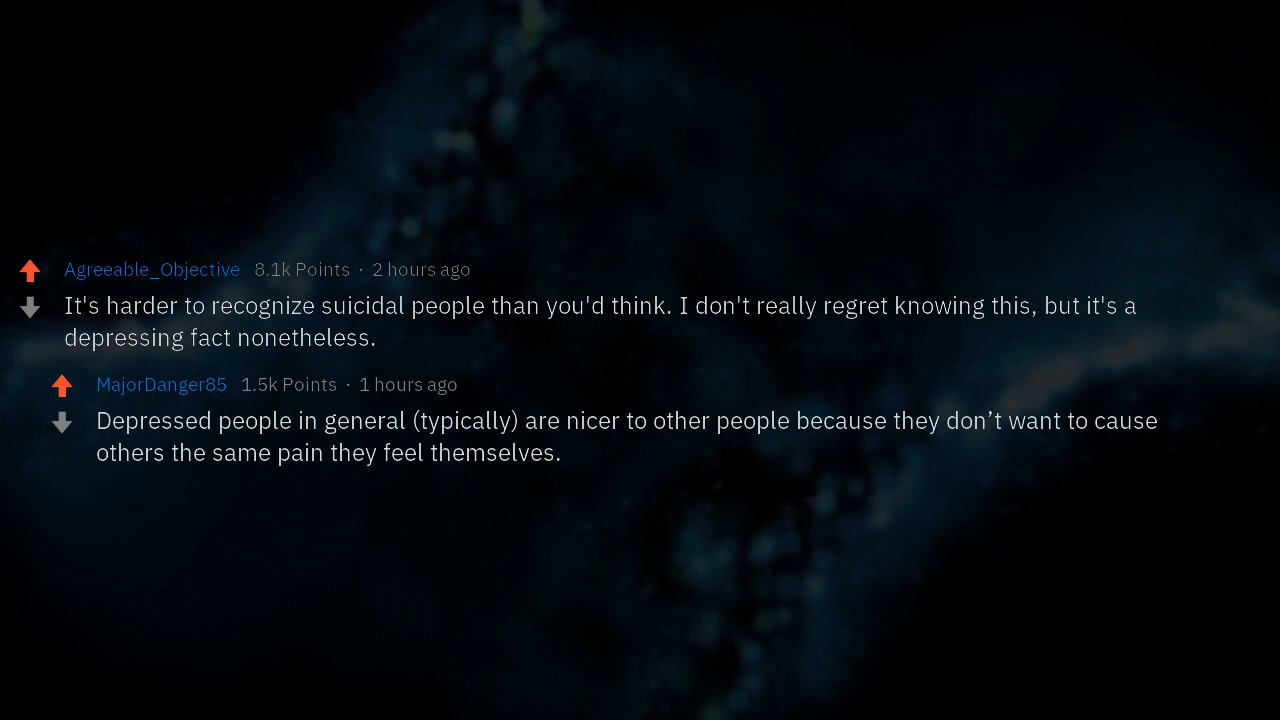 Agreeable_Objective 8.1k Points · 2 hours ago
It's harder to recognize suicidal people than you'd think. I don't really regret knowing this, but it's a
depressing fact nonetheless.
MajorDanger85 1.5k Points · 1 hours ago
Depressed people in general (typically) are nicer to other people because they don’t want to cause
others the same pain they feel themselves.